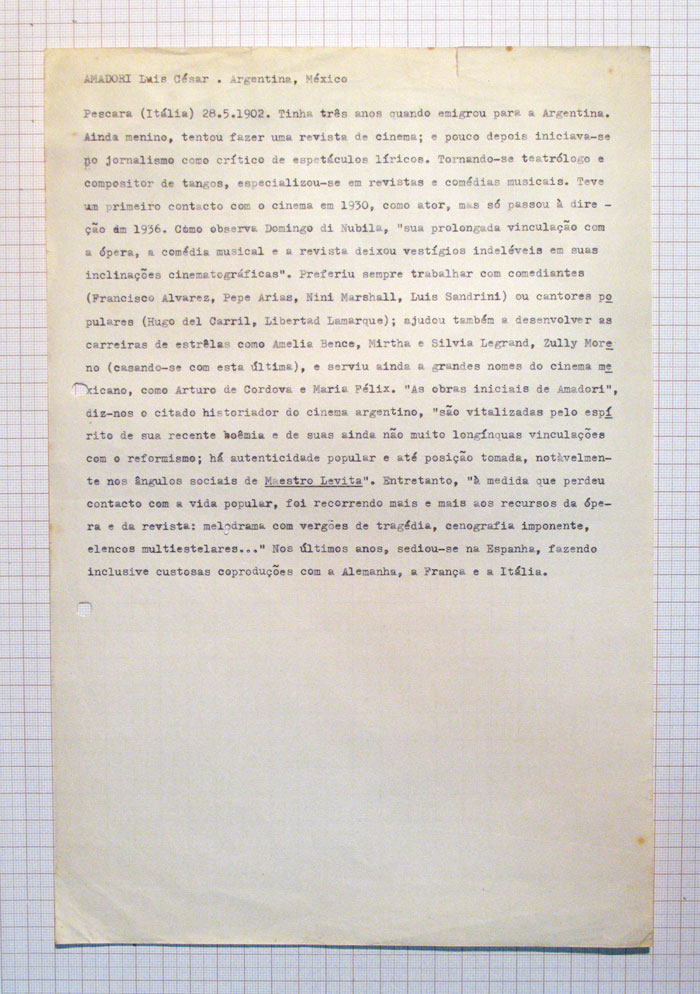 AMADORI Luis César . Argentina, México
Pescara (Itália) 28.5.1902. Tinha três anos quando emigrou para a Argentina.
Ainda menino, tentou fazer uma revista de cinema; e pouco depois iniciava-se
no jornalismo como crítico de espetáculos líricos. Tornando-se teatrólogo e
compositor de tangos, especializou-se em revistas e comédias musicais. Teve
um primeiro contacto com o cinema em 1930, como ator, mas só passou à dire -
ção em 1936. Como observa Domingo di Nubila, "sua prolongada vinculação com
a ópera, a comédia musical e a revista deixou vestígios indeléveis em suas
inclinações cinematográficas". Preferiu sempre trabalhar com comediantes
(Francisco Alvarez, Pepe Arias, Nini Marshall, Luis Sandrini) ou cantores po
pulares (Hugo del Carril, Libertad Lamarque); ajudou também a desenvolver as
carreiras de estrêlas como Amelia Bence, Mirtha e Silvia Legrand, Zully More
no (casando-se com esta última), e serviu ainda a grandes nomes do cinema me
xicano, como Arturo de Cordova e Maria Félix. "As obras iniciais de Amadori",
diz-nos o citado historiador do cinema argentino, "são vitalizadas pelo espí
rito de sua recente boêmia e de suas ainda não muito longínquas vinculações
com o reformismo; há autenticidade popular e até posição tomada, notàvelmen-
te nos ângulos sociais de Maestro Levita". Entretanto, "à medida que perdeu
contacto com a vida popular, foi recorrendo mais e mais aos recursos da ópe-
ra e da revista: melodrama com vergões de tragédia, cenografia imponente,
elencos multiestelares..." Nos últimos anos, sediou-se na Espanha, fazendo
inclusive custosas coproduções com a Alemanha, a França e a Itália.